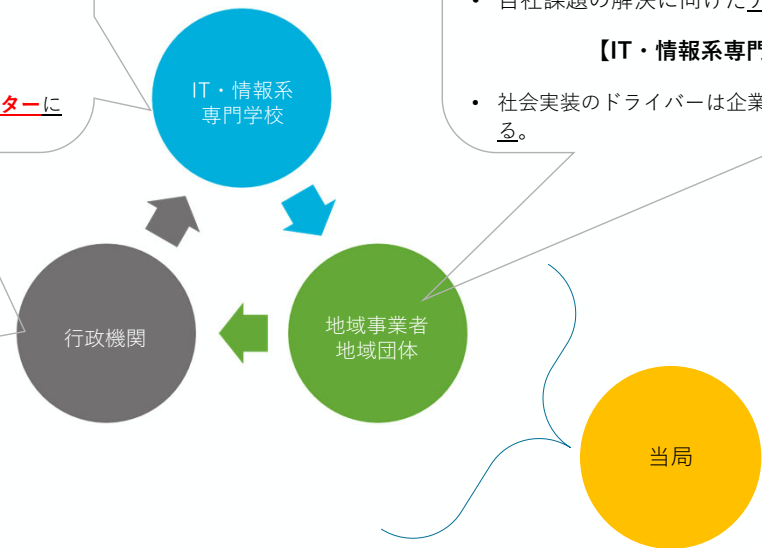 自社課題の解決に向けた
【IT・情報系専門
ターに
• 社会実装のドライバーは企業
る。
IT・情報系
専門学校
行政機関
地域事業者
地域団体
当局